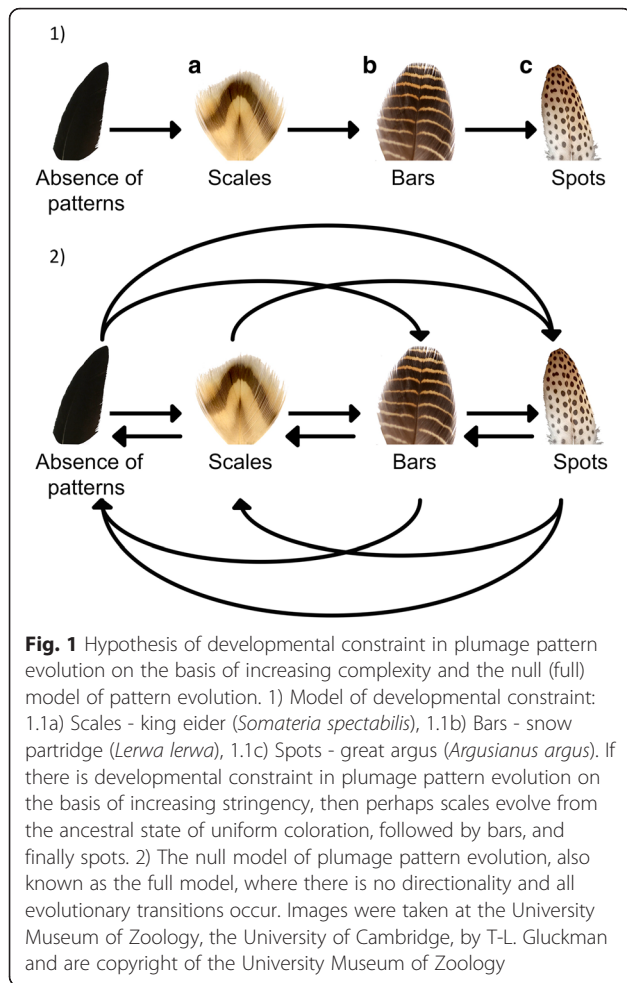 1)
a
b
c
Absence of
patterns
Scales
Bars
Spots
2)
Absence of
patterns
Scales
Bars
Spots
Fig. 1 Hypothesis of developmental constraint in plumage pattern
evolution on the basis of increasing complexity and the null (full)
model of pattern evolution. 1) Model of developmental constraint:
1.1a) Scales - king eider (Somateria spectabilis), 1.1b) Bars - snow
partridge (Lerwa lerwa), 1.1c) Spots - great argus (Argusianus argus). If
there is developmental constraint in plumage pattern evolution on
the basis of increasing stringency, then perhaps scales evolve from
the ancestral state of uniform coloration, followed by bars, and
finally spots. 2) The null model of plumage pattern evolution, also
known as the full model, where there is no directionality and all
evolutionary transitions occur. Images were taken at the University
Museum of Zoology, the University of Cambridge, by T-L. Gluckman
and are copyright of the University Museum of Zoology